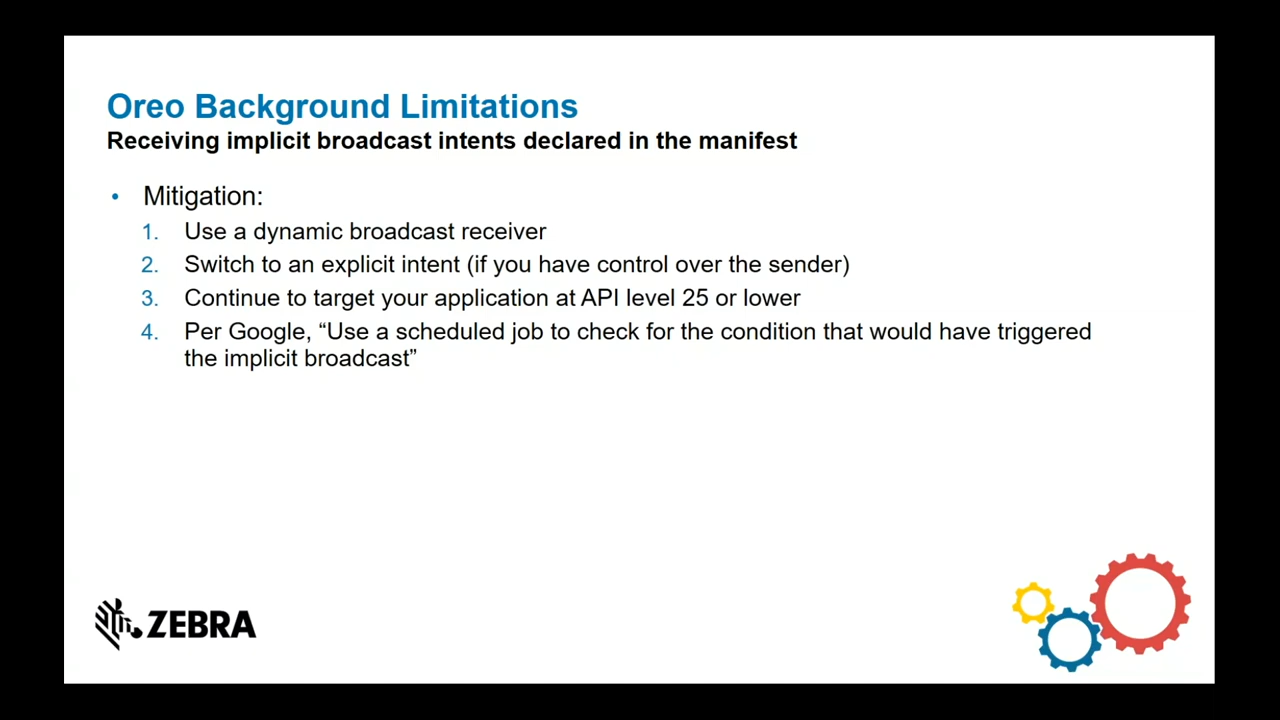 Oreo Background Limitations
Receiving implicit broadcast intents declared in the manifest
• Mitigation:
1. Use a dynamic broadcast receiver
2. Switch to an explicit intent (if you have control over the sender)
3. Continue to target your application at API level 25 or lower
4. Per Google, “Use a scheduled job to check for the condition that would have triggered
the implicit broadcast”
ZEBRA